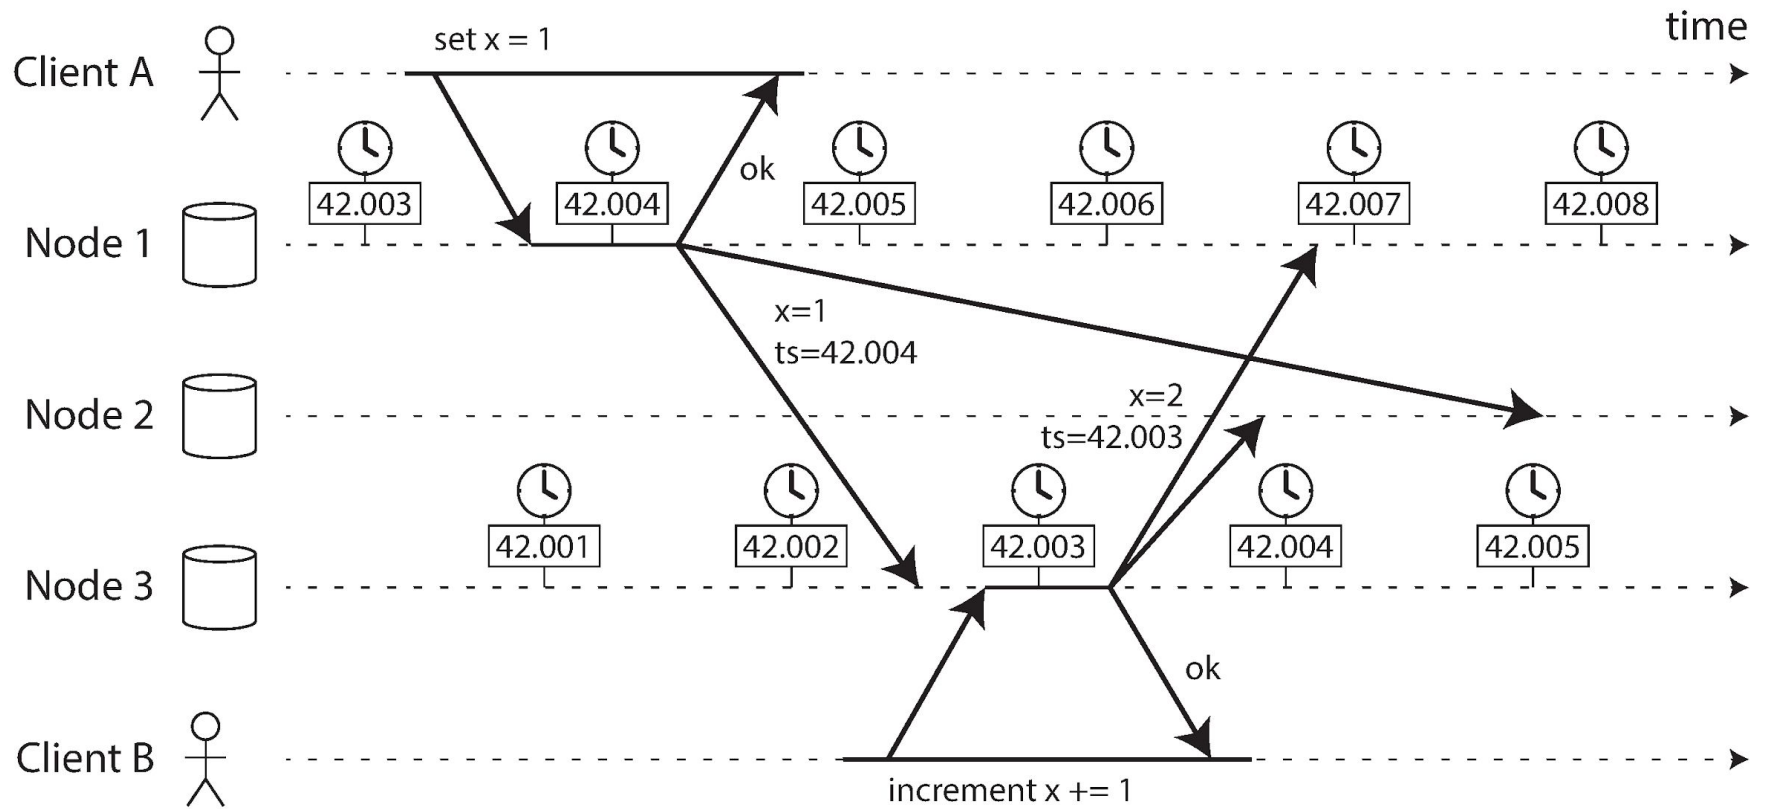 time
set x = 1
Client A
ok
42.003 42.004 42.005 42.006 42.007 42.008
Node 1
x=1
ts=42.004
Node 2
x=2
ts=42.003
42.001 42.002 42.003 42.004 42.005
Node 3
ok
Client B
increment x += 1